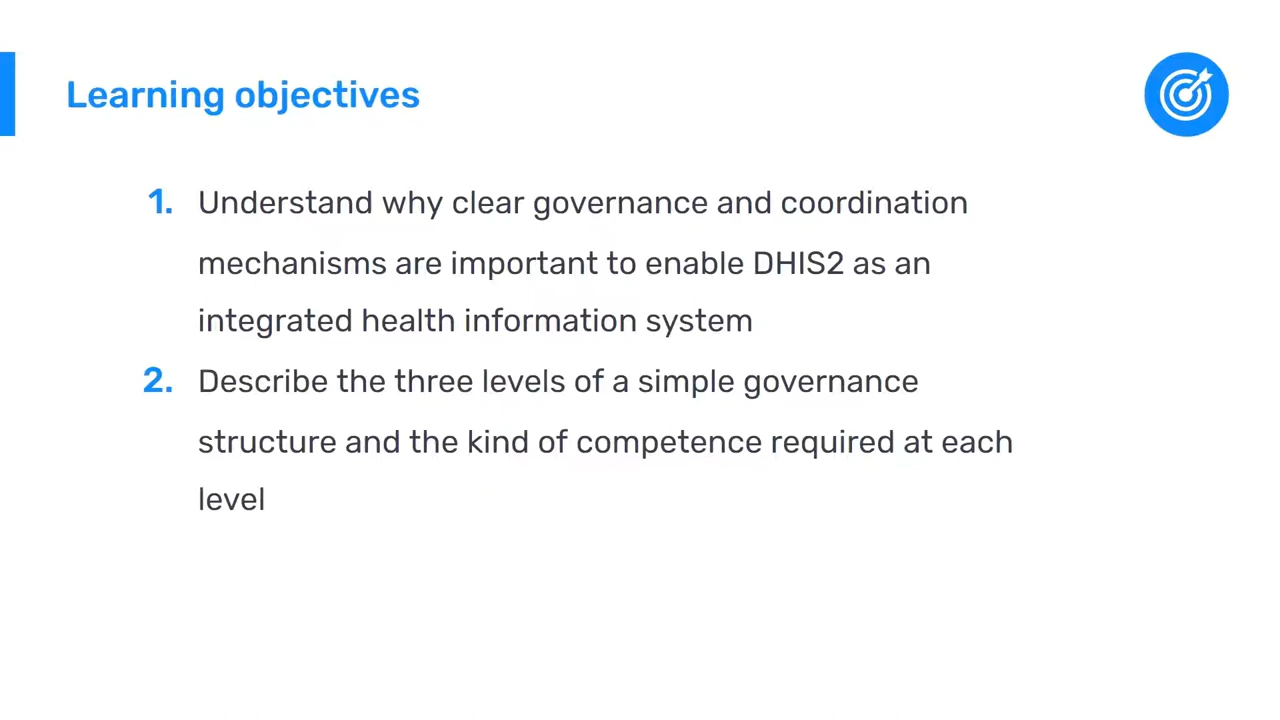 Learning objectives
1. Understand why clear governance and coordination
mechanisms are important to enable DHIS2 as an
integrated health information system
2. Describe the three levels of a simple governance
structure and the kind of competence required at each
level